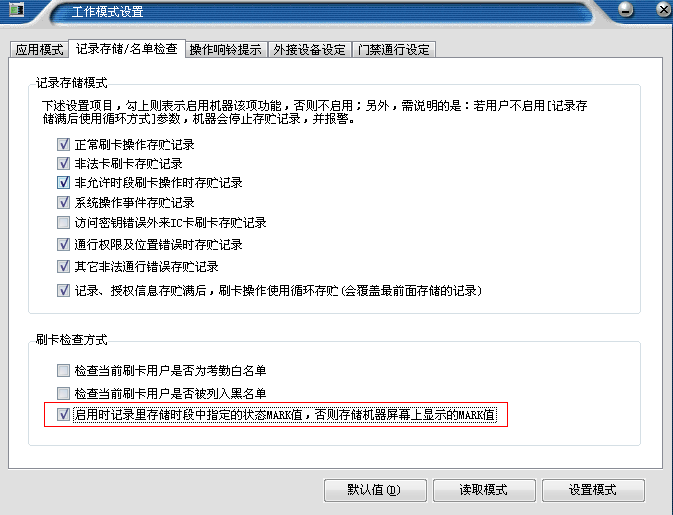 工作模式设置
应用模式 记录存储/名单检查 操作响铃提示 外接设备设定 门禁通行设定
记录存储模式
下述设置项目，勾上则表示启用机器该项功能，否则不启用；另外，需说明的是：若用户不启用[记录存
储满后使用循环方式]参数，机器会停止存贮记录，并报警。
正常刷卡操作存贮记录
非法卡刷卡存贮记录
非允许时段刷卡操作时存贮记录
系统操作事件存贮记录
访问密钥错误外来IC卡刷卡存贮记录
通行权限及位置错误时存贮记录
其它非法通行错误存贮记录
记录、授权信息存贮满后，刷卡操作使用循环存贮(会覆盖最前面存储的记录)
刷卡检查方式
检查当前刷卡用户是否为考勤白名单
检查当前刷卡用户是否被列入黑名单
启用时记录里存储时段中指定的状态MARK值，否则存储机器屏幕上显示的MARK值
默认值(D) 读取模式 设置模式